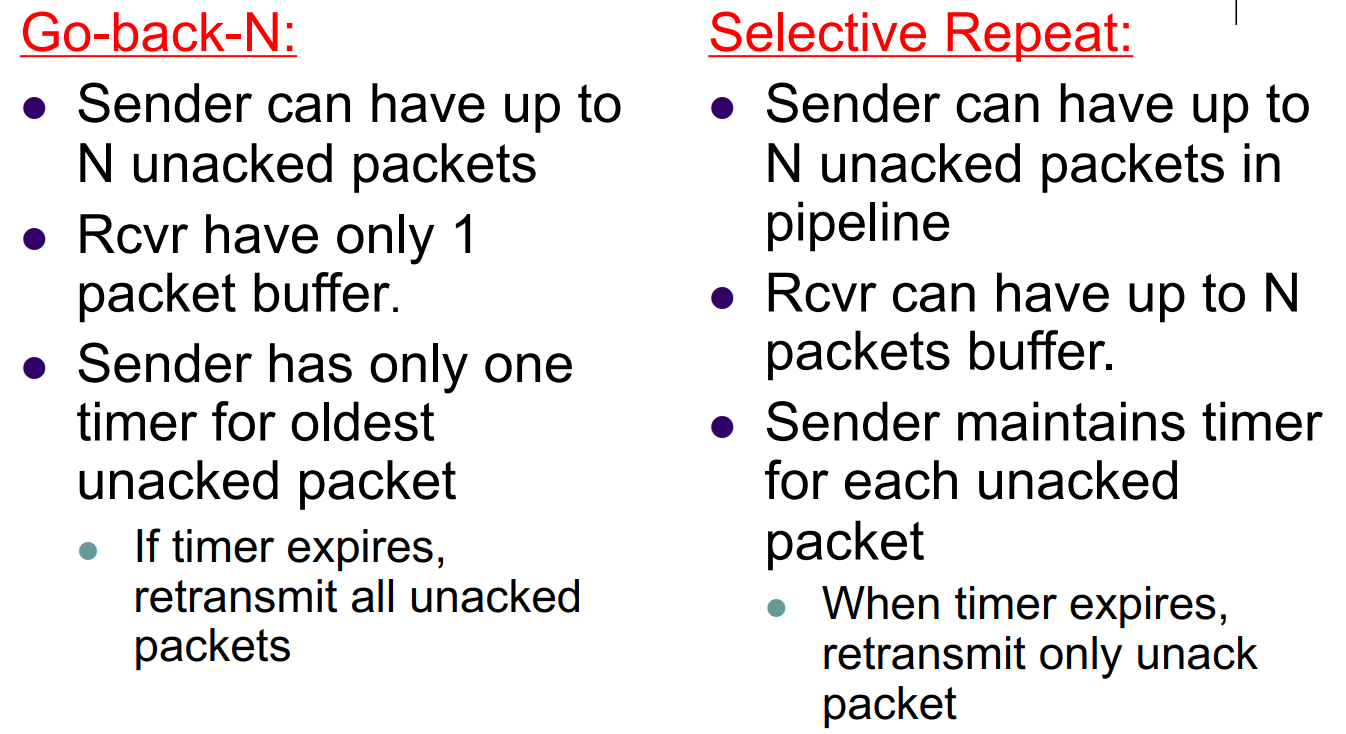 Go-back-N:
Sender can have up to
N unacked packets
Rcvr have only 1
packet buffer.
Sender has only one
timer for oldest
unacked packet
If timer expires,
retransmit all unacked
packets
Selective Repeat:
Sender can have up to
N unacked packets in
pipeline
Rcvr can have up to N
packets buffer.
Sender maintains timer
for each unacked
packet
When timer expires,
retransmit only unack
packet